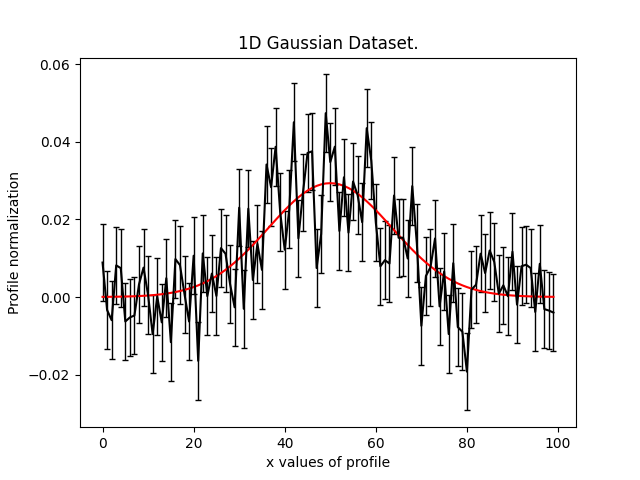 1D Gaussian Dataset.
Profile normalization
0.06
0.04
0.02
0.00
−0.02
0 20 40 60 80 100
x values of profile